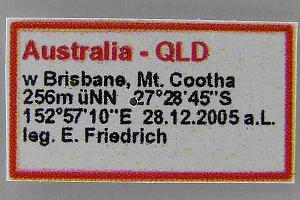 Australia - QLD
w Brisbane, Mt. Cootha
256m üNN 27°28'45"S
152°57'10"E 28.12.2005 a.L.
leg. E. Friedrich